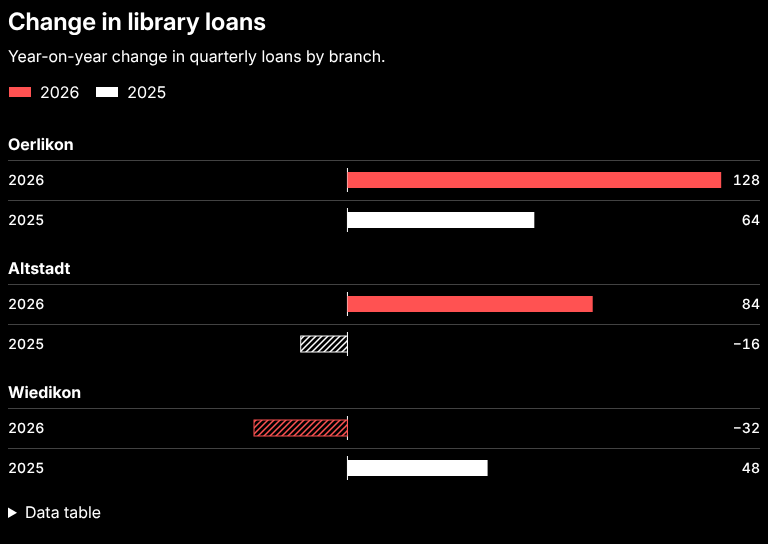 Change in library loans
Year-on-year change in quarterly loans by branch.
2026 2025
Oerlikon
2026 128
2025 64
Altstadt
2026 84
2025 −16
Wiedikon
2026 −32
2025 48
Data table